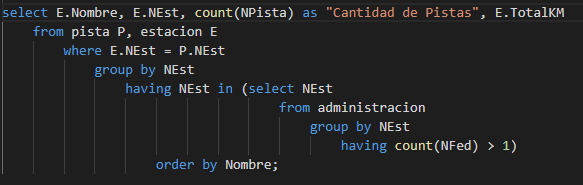 select E.Nombre, E.NEst, count(NPista) as "Cantidad de Pistas", E.TotalKM
from pista P, estacion E
where E.NEst = P.NEst
group by NEst
having NEst in (select NEst
from administracion
group by NEst
having count(NFed) > 1)
order by Nombre;